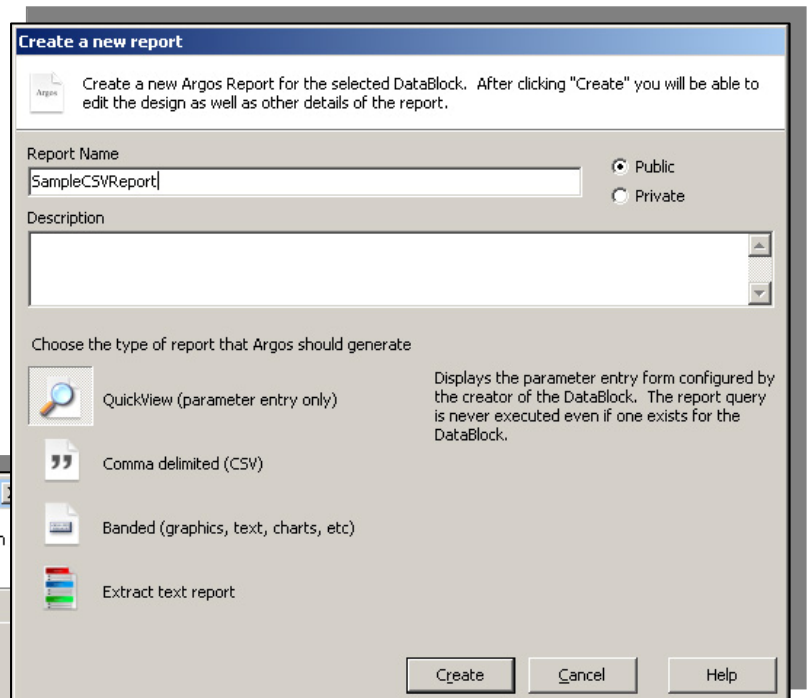 Create a new report
Argos
Create a new Argos Report for the selected DataBlock. After clicking "Create" you will be able to
edit the design as well as other details of the report.
Report Name
SampleCSVReport
Public
Private
Description
Choose the type of report that Argos should generate
QuickView (parameter entry only)
Displays the parameter entry form configured by
the creator of the DataBlock. The report query
is never executed even if one exists for the
DataBlock.
Comma delimited (CSV)
Banded (graphics, text, charts, etc)
Extract text report
Create
Cancel
Help